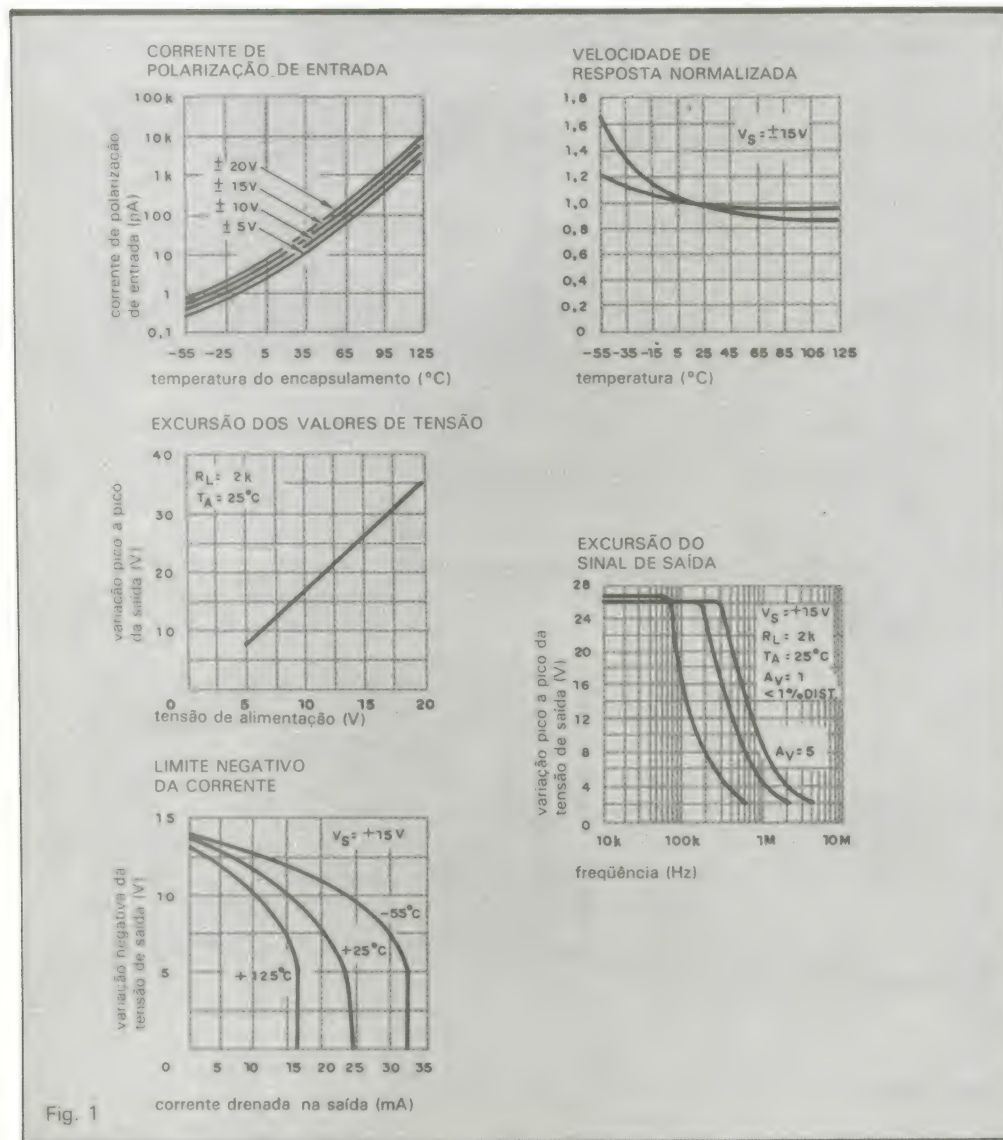 CORRENTE DE
POLARIZAÇÃO DE ENTRADA
corrente de polarização
de entrada (pA)
100k
10k
1k
100
10
1
0,1
± 20V
± 15V
± 10V
± 5V
-55 -25 5 35 65 95 125
temperatura do encapsulamento (°C)
VELOCIDADE DE
RESPOSTA NORMALIZADA
1,8
1,6
1,4
1,2
1,0
0,8
0,6
0,4
0,2
0
VS=±15V
-55-35-15 5 25 45 65 85 105 125
temperatura (°C)
EXCURSÃO DOS VALORES DE TENSÃO
variação pico a pico
da saída (V)
40
30
20
10
0
RL= 2k
TA= 25°C
5 10 15 20
tensão de alimentação (V)
EXCURSÃO DO
SINAL DE SAÍDA
variação pico a pico da
tensão de saída (V)
28
24
20
16
12
8
4
0
VS=+15V
RL= 2k
TA= 25°C
AV= 1
<1% DIST
AV= 5
10k 100k 1M 10M
freqüência (Hz)
LIMITE NEGATIVO
DA CORRENTE
variação negativa da
tensão de saída (V)
15
10
5
0
VS=+15V
-55°C
+25°C
+125°C
5 10 15 20 25 30 35
corrente drenada na saída (mA)
Fig. 1